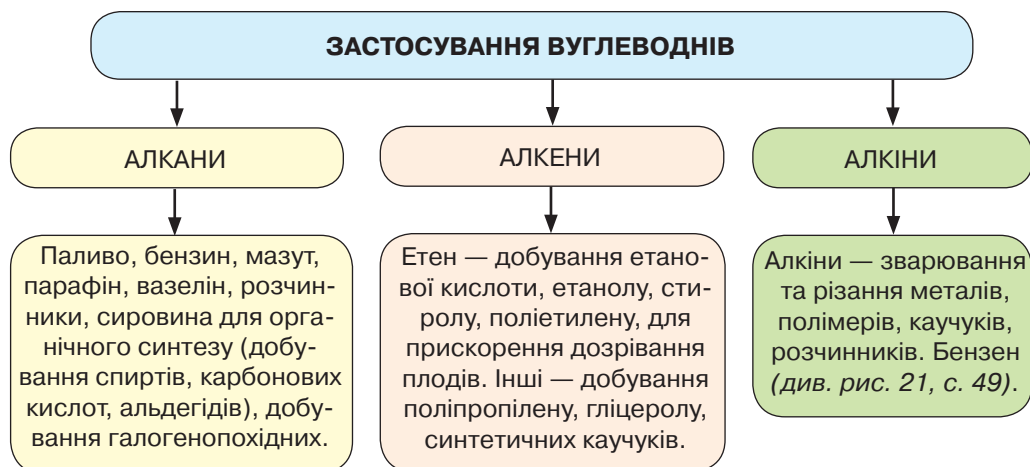 ЗАСТОСУВАННЯ ВУГЛЕВОДНІВ
АЛКАНИ
АЛКЕНИ
АЛКІНИ
Паливо, бензин, мазут,
парафін, вазелін, розчин-
ники, сировина для орга-
нічного синтезу (добу-
вання спиртів, карбонових
кислот, альдегідів), добу-
вання галогенопохідних.
Етен — добування етано-
вої кислоти, етанолу, сти-
ролу, поліетилену, для
прискорення дозрівання
плодів. Інші — добування
поліпропілену, гліцеролу,
синтетичних каучуків.
Алкіни — зварювання
та різання металів,
полімерів, каучуків,
розчинників. Бензен
(див. рис. 21, с. 49).